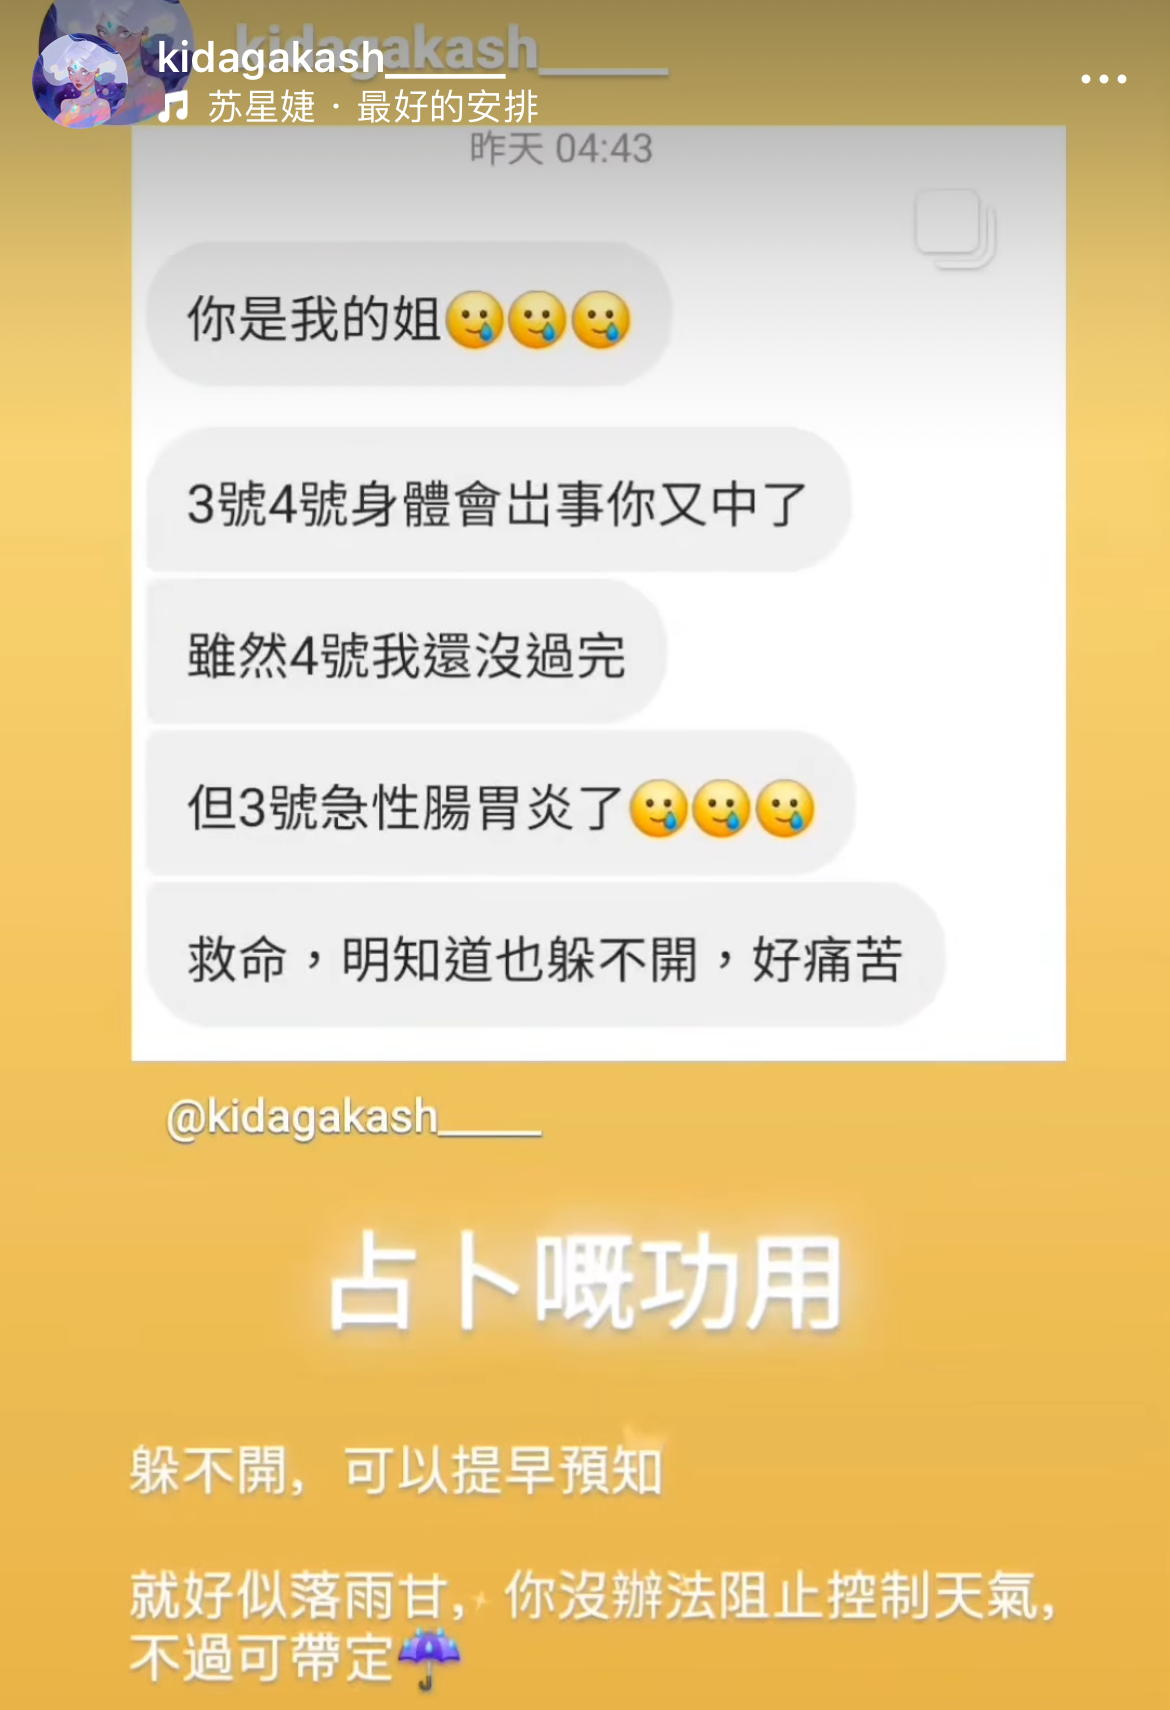 kidagakash______
kidagakash______
苏星婕 · 最好的安排
昨天 04:43
你是我的姐🥲🥲🥲
3號4號身體會出事你又中了
雖然4號我還沒過完
但3號急性腸胃炎了🥲🥲🥲
救命，明知道也躲不開，好痛苦
@kidagakash_____
占卜嘅功用
躲不開，可以提早預知
就好似落雨甘，你沒辦法阻止控制天氣，
不過可帶定☔